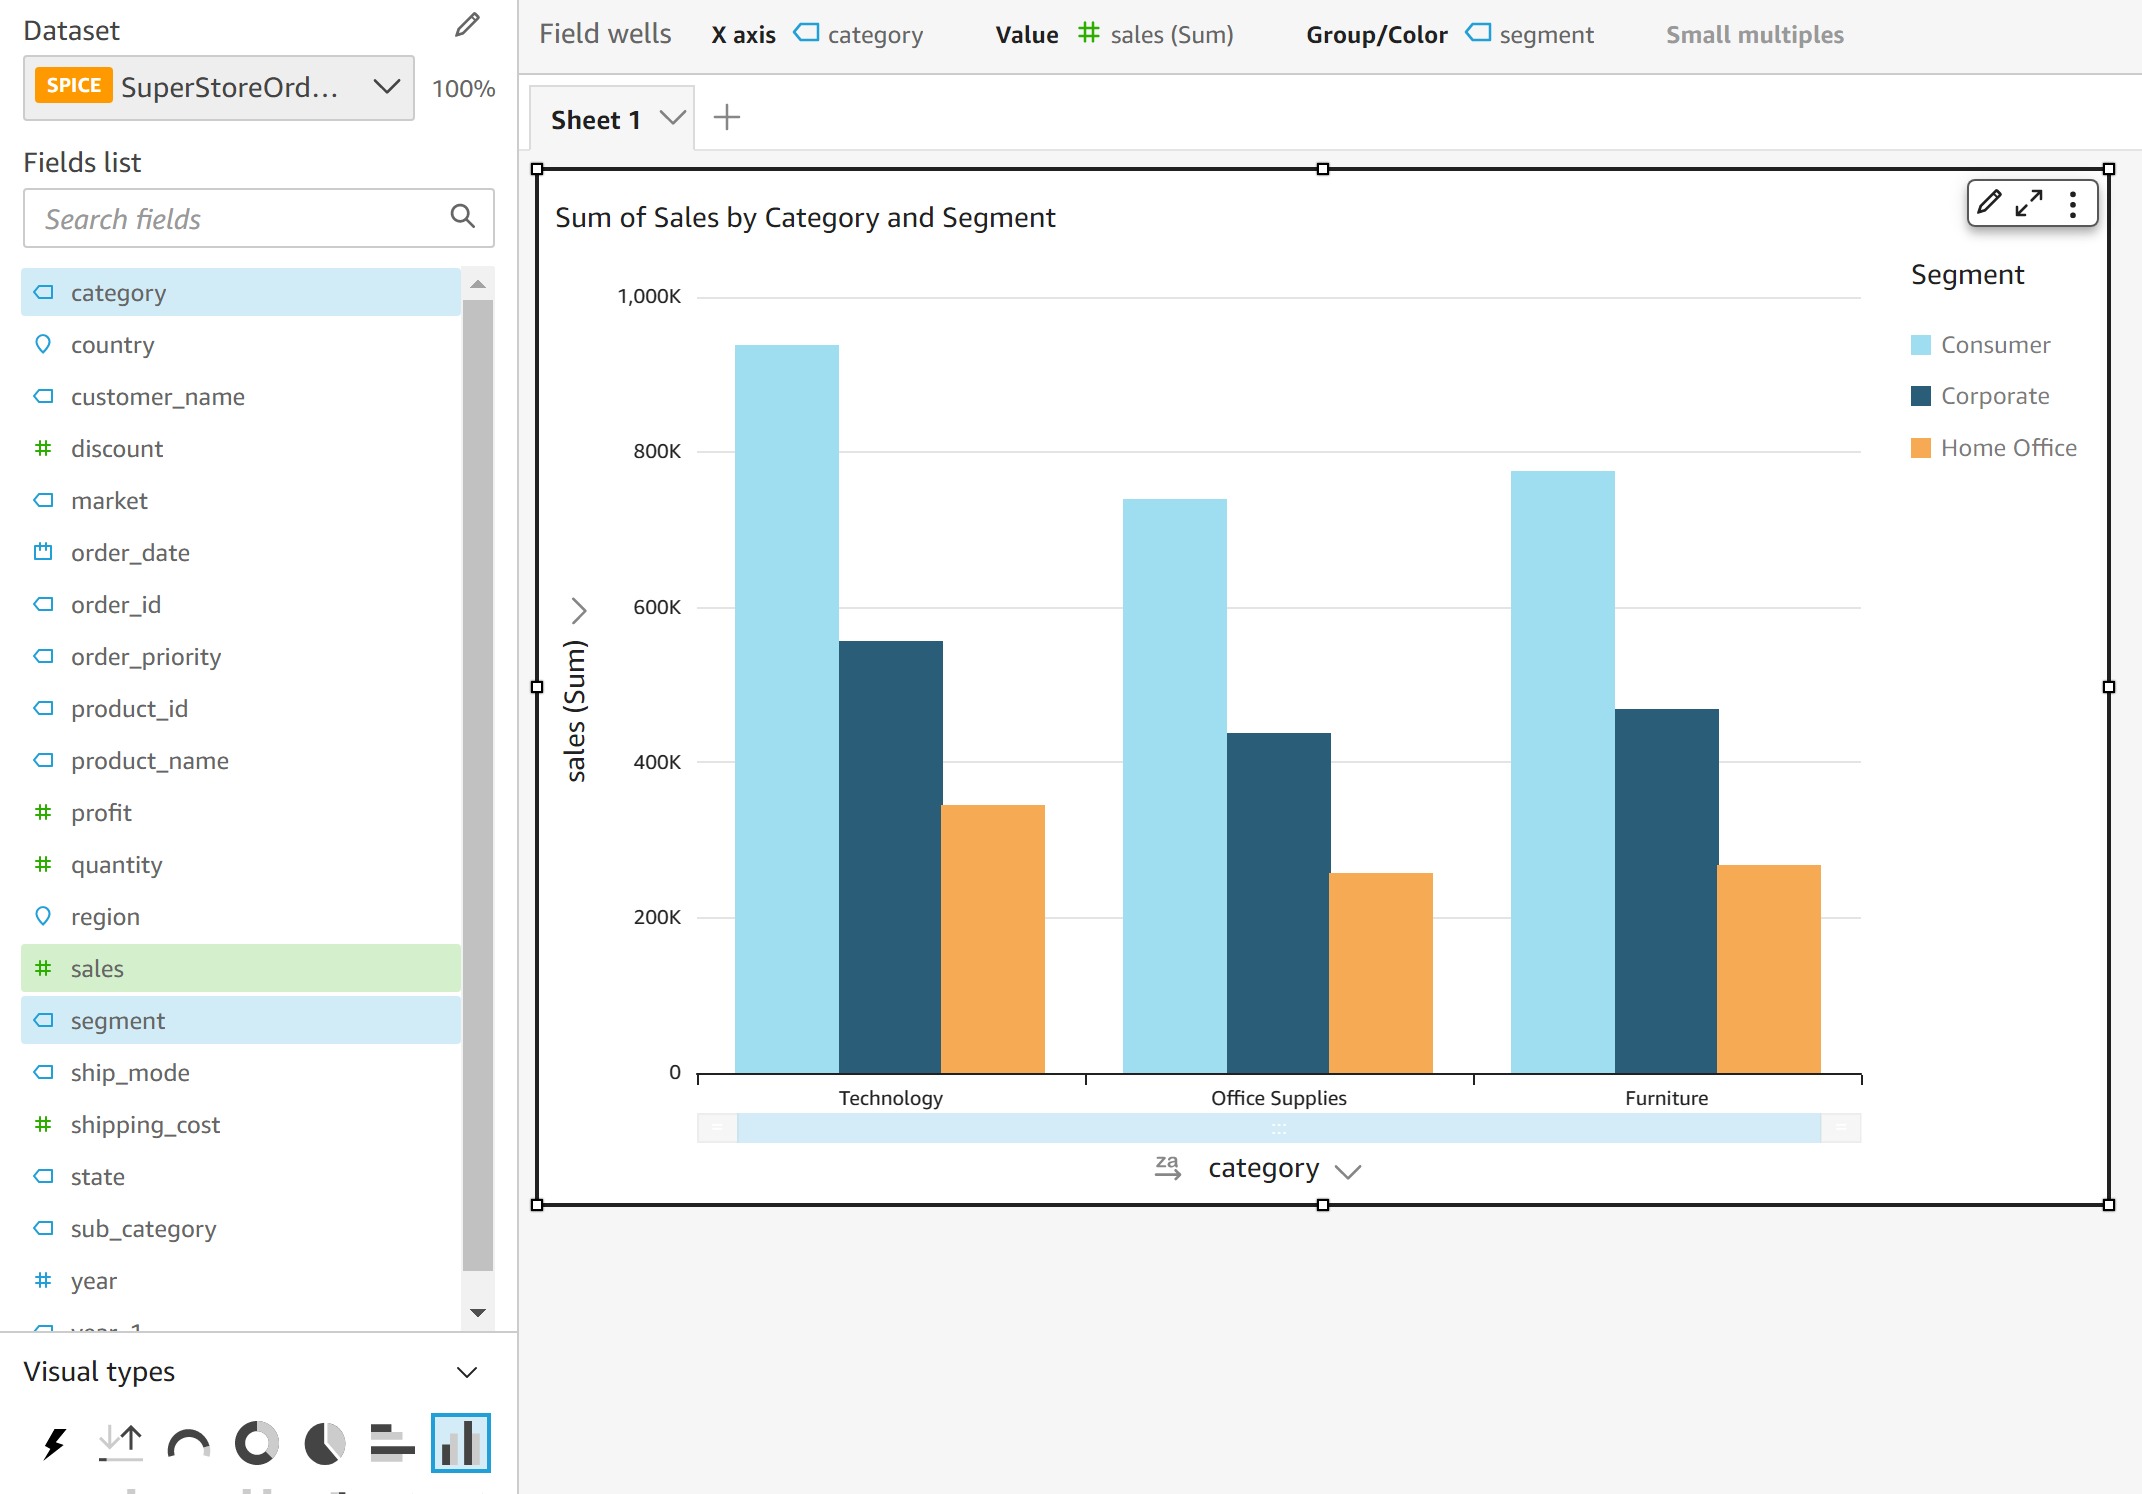 Dataset
SPICE SuperStoreOrd... 100%
Fields list
Search fields
category
country
customer_name
discount
market
order_date
order_id
order_priority
product_id
product_name
profit
quantity
region
sales
segment
ship_mode
shipping_cost
state
sub_category
year
Visual types
Field wells X axis category Value sales (Sum) Group/Color segment Small multiples
Sheet 1
Sum of Sales by Category and Segment
Segment
Consumer
Corporate
Home Office
sales (Sum)
1,000K
800K
600K
400K
200K
0
Technology Office Supplies Furniture
za category